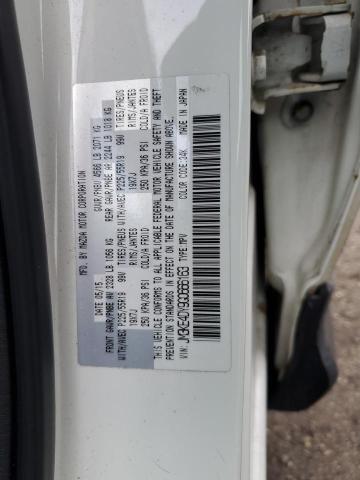 MFD. BY MAZDA MOTOR CORPORATION
DATE: 05/15 GVWR/PNBV 4566 LB 2071 KG
FRONT GAWR/PNBE AV 2328 LB 1056 KG REAR GAWR/PNBE AR 2244 LB 1018 KG
WITH/AVEC P225/55R19 99V TIRES/PNEUS WITH/AVEC P225/55R19 99V TIRES/PNEUS
19X7J RIMS/JANTES 19X7J RIMS/JANTES
250 KPA/36 PSI COLD/A FROID 250 KPA/36 PSI COLD/A FROID
THIS VEHICLE CONFORMS TO ALL APPLICABLE FEDERAL MOTOR VEHICLE SAFETY AND THEFT
PREVENTION STANDARDS IN EFFECT ON THE DATE OF MANUFACTURE SHOWN ABOVE.
VIN: TYPE:MPV COLOR CODE:34K MADE IN JAPAN